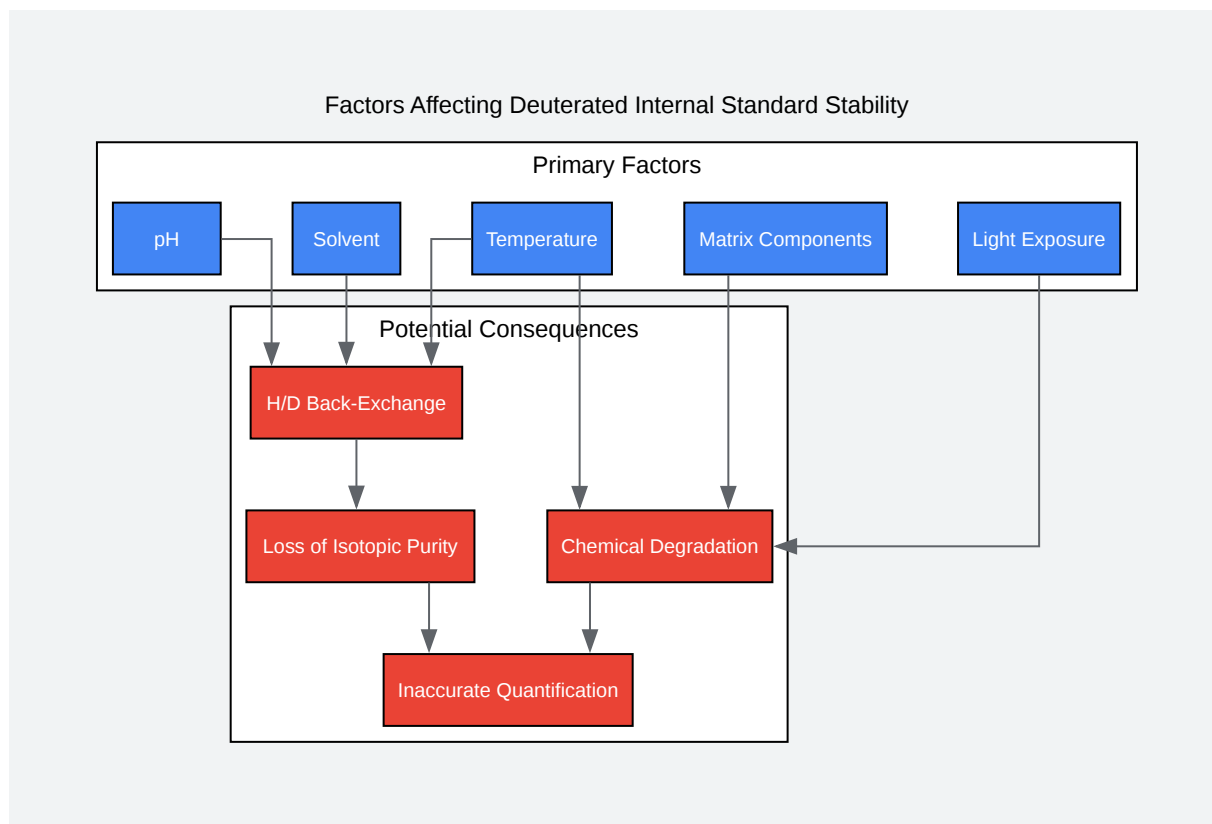 Factors Affecting Deuterated Internal Standard Stability
Primary Factors
pH
Solvent
Temperature
Matrix Components
Light Exposure
Potential Consequences
H/D Back-Exchange
Loss of Isotopic Purity
Chemical Degradation
Inaccurate Quantification